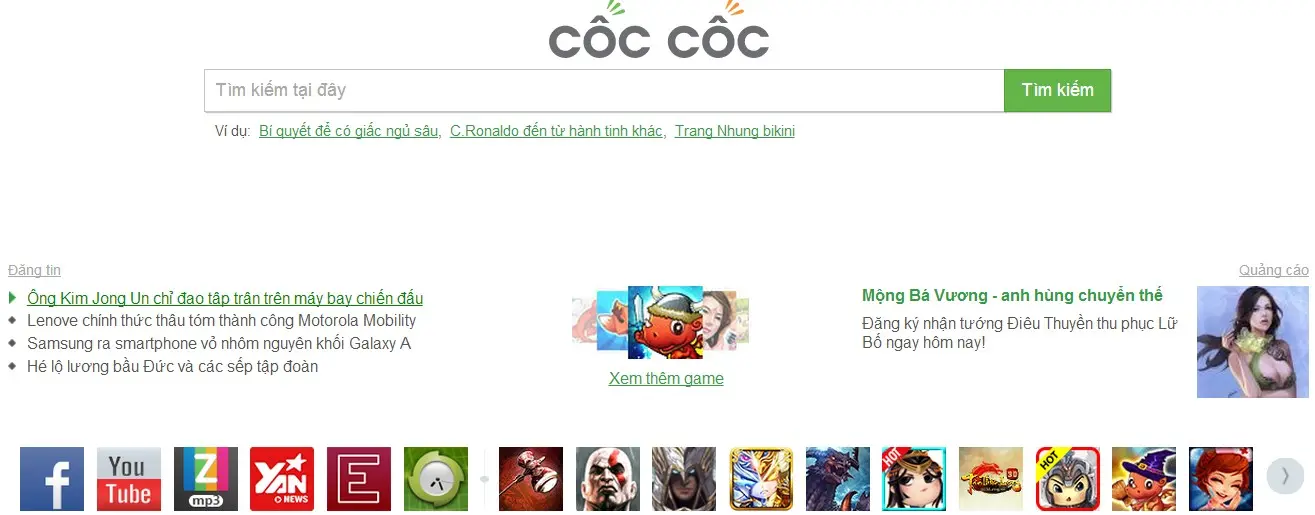 cốc cốc
Tìm kiếm tại đây
Tìm kiếm
Ví dụ: Bí quyết để có giấc ngủ sâu, C.Ronaldo đến từ hành tinh khác, Trang Nhung bikini
Đăng tin
Ông Kim Jong Un chỉ đạo tập trận trên máy bay chiến đấu
Lenove chính thức thâu tóm thành công Motorola Mobility
Samsung ra smartphone vỏ nhôm nguyên khối Galaxy A
Hé lộ lương bầu Đức và các sếp tập đoàn
Xem thêm game
Quảng cáo
Mộng Bá Vương - anh hùng chuyển thế
Đăng ký nhận tướng Điêu Thuyền thu phục Lữ
Bố ngay hôm nay!
f
You
Tube
Z
mp3
YAN
NEWS
E
HOT
3D
HOT